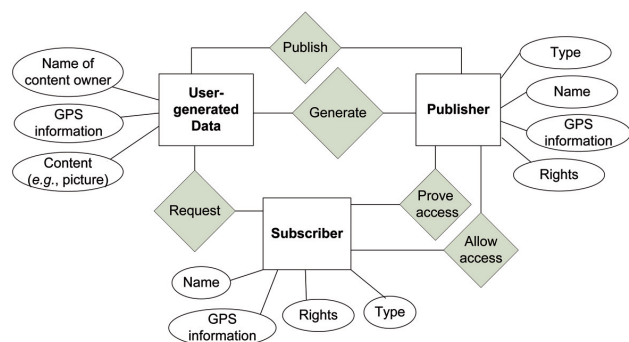 Publish
Type
Name of
content owner
User-
generated
Data
Generate
Publisher
Name
GPS
information
GPS
information
Content
(e.g., picture)
Rights
Request
Prove
access
Subscriber
Allow
access
Name
GPS
information
Rights
Type